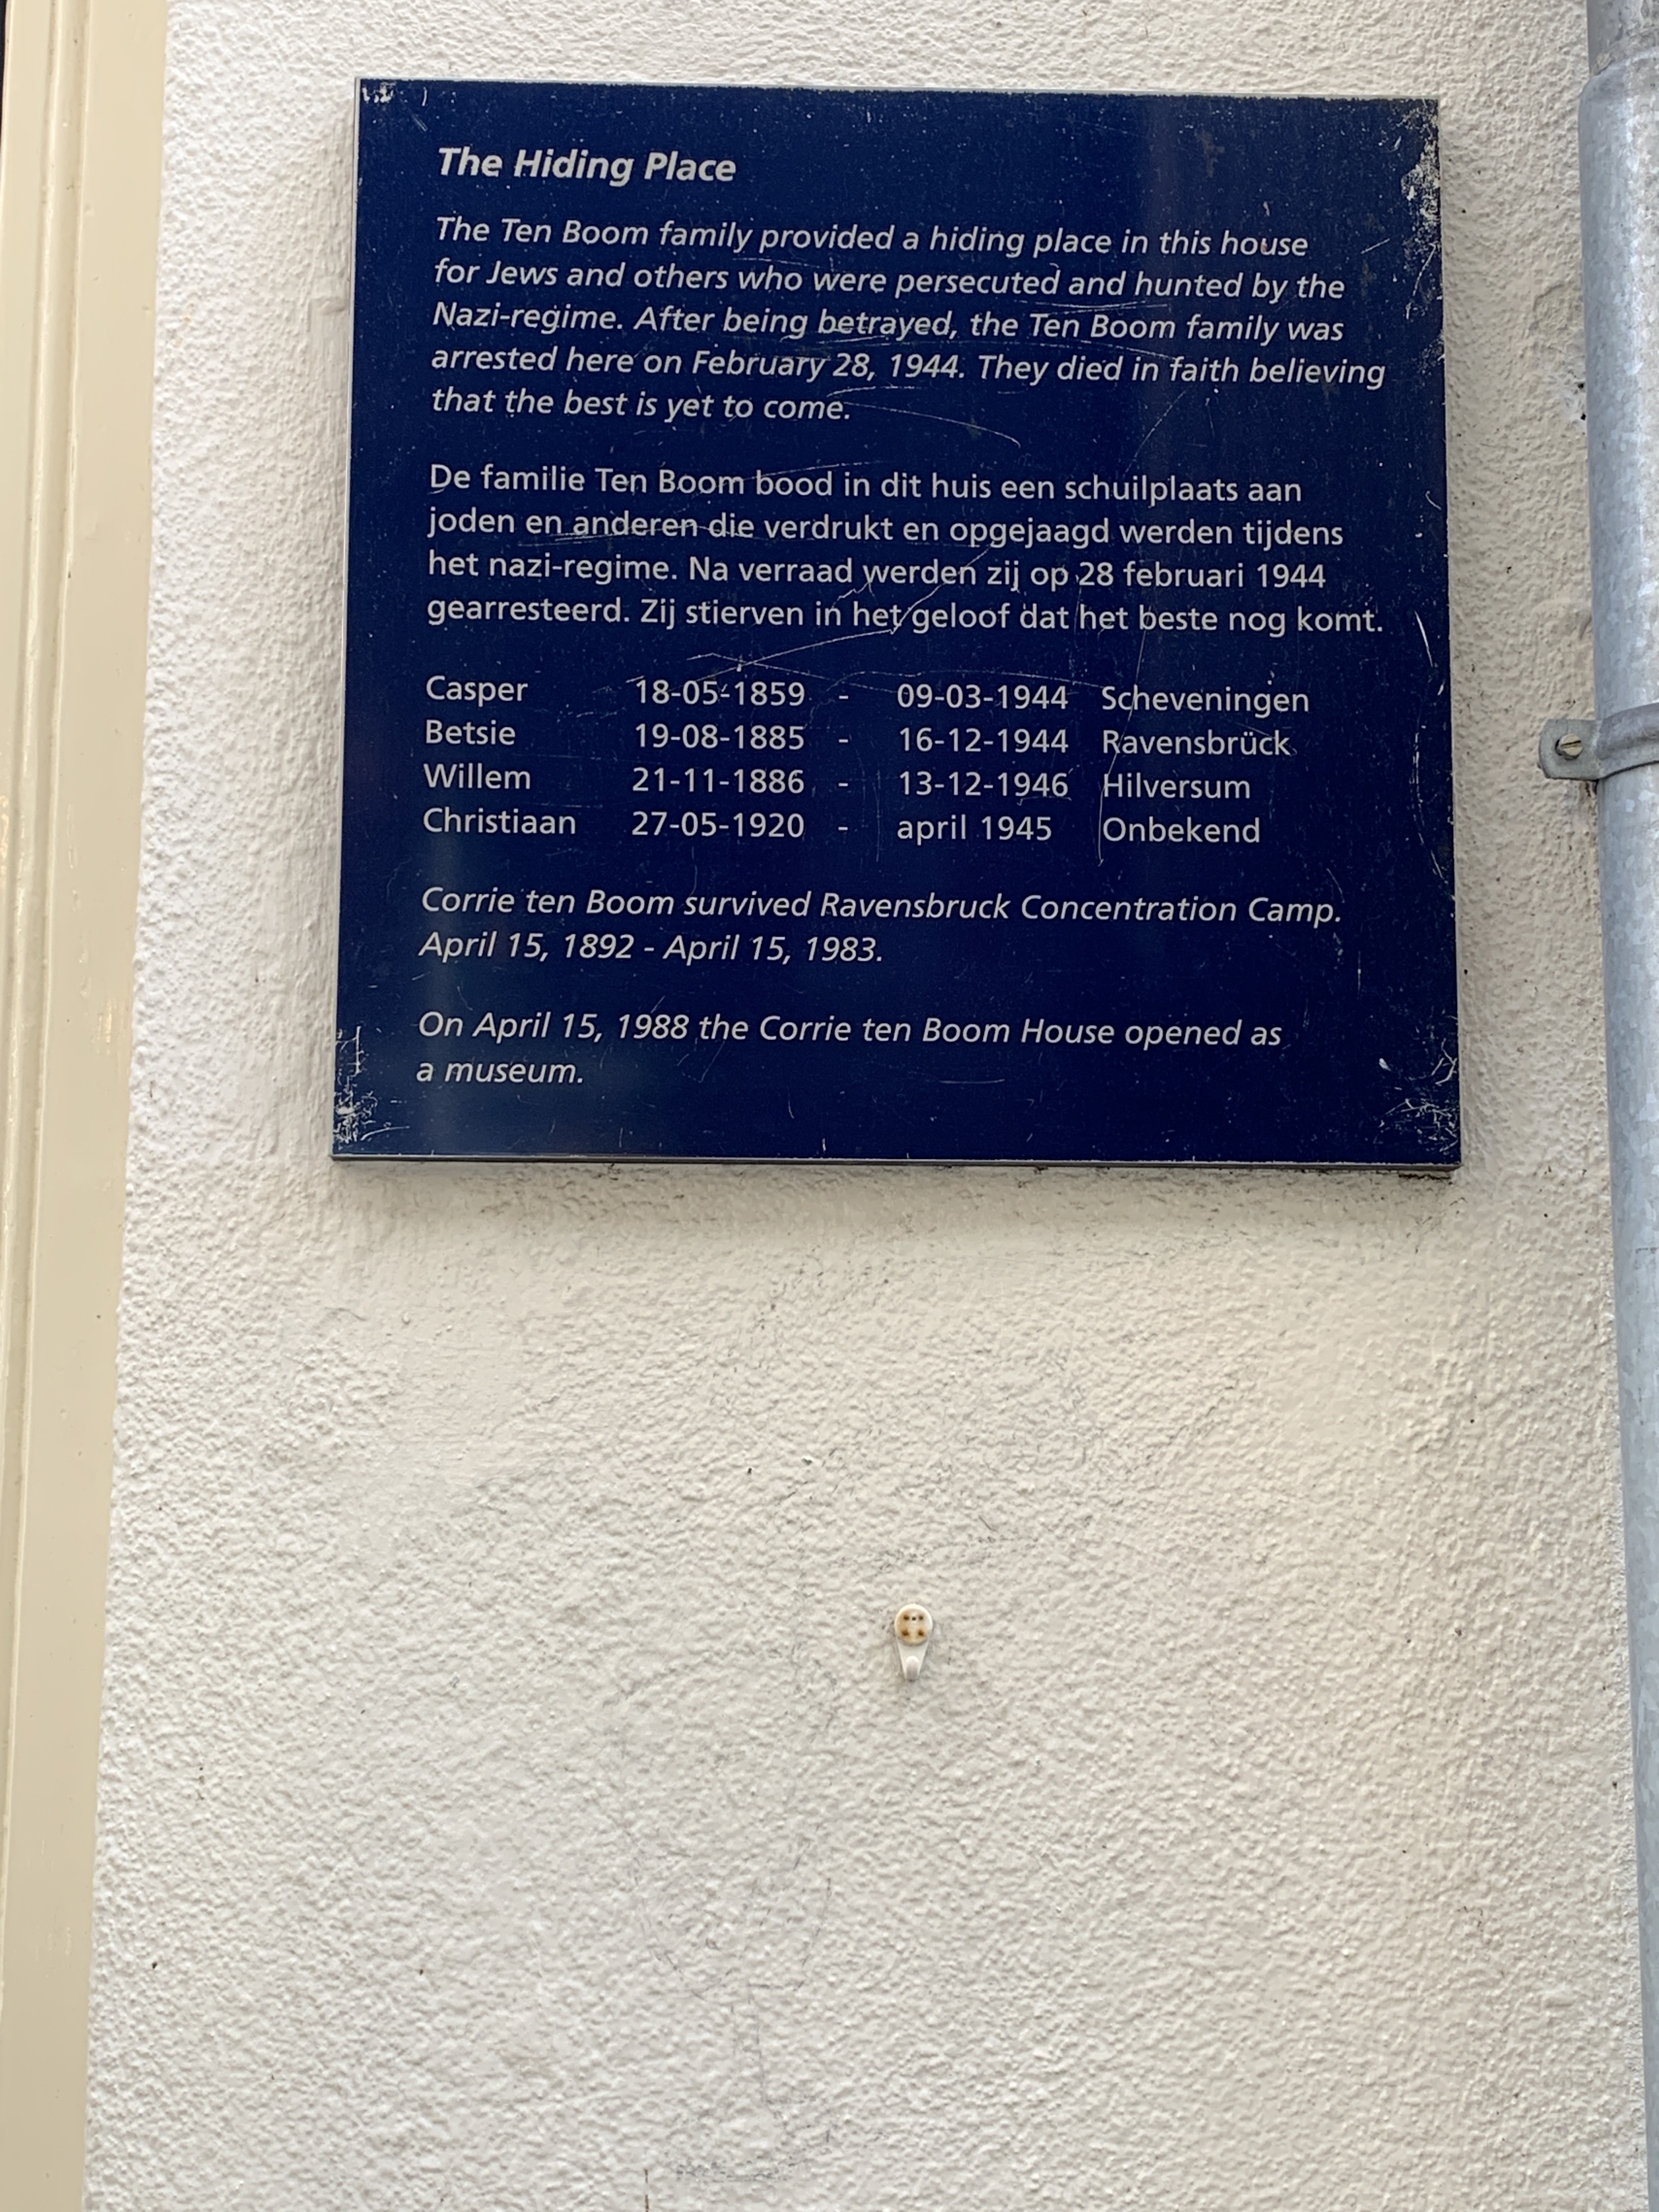 The Hiding Place
The Ten Boom family provided a hiding place in this house
for Jews and others who were persecuted and hunted by the
Nazi-regime. After being betrayed, the Ten Boom family was
arrested here on February 28, 1944. They died in faith believing
that the best is yet to come.
De familie Ten Boom bood in dit huis een schuilplaats aan
joden en anderen die verdrukt en opgejaagd werden tijdens
het nazi-regime. Na verraad werden zij op 28 februari 1944
gearresteerd. Zij stierven in het geloof dat het beste nog komt.
Casper 18-05-1859 - 09-03-1944 Scheveningen
Betsie 19-08-1885 - 16-12-1944 Ravensbrück
Willem 21-11-1886 - 13-12-1946 Hilversum
Christiaan 27-05-1920 - april 1945 Onbekend
Corrie ten Boom survived Ravensbruck Concentration Camp.
April 15, 1892 - April 15, 1983.
On April 15, 1988 the Corrie ten Boom House opened as
a museum.